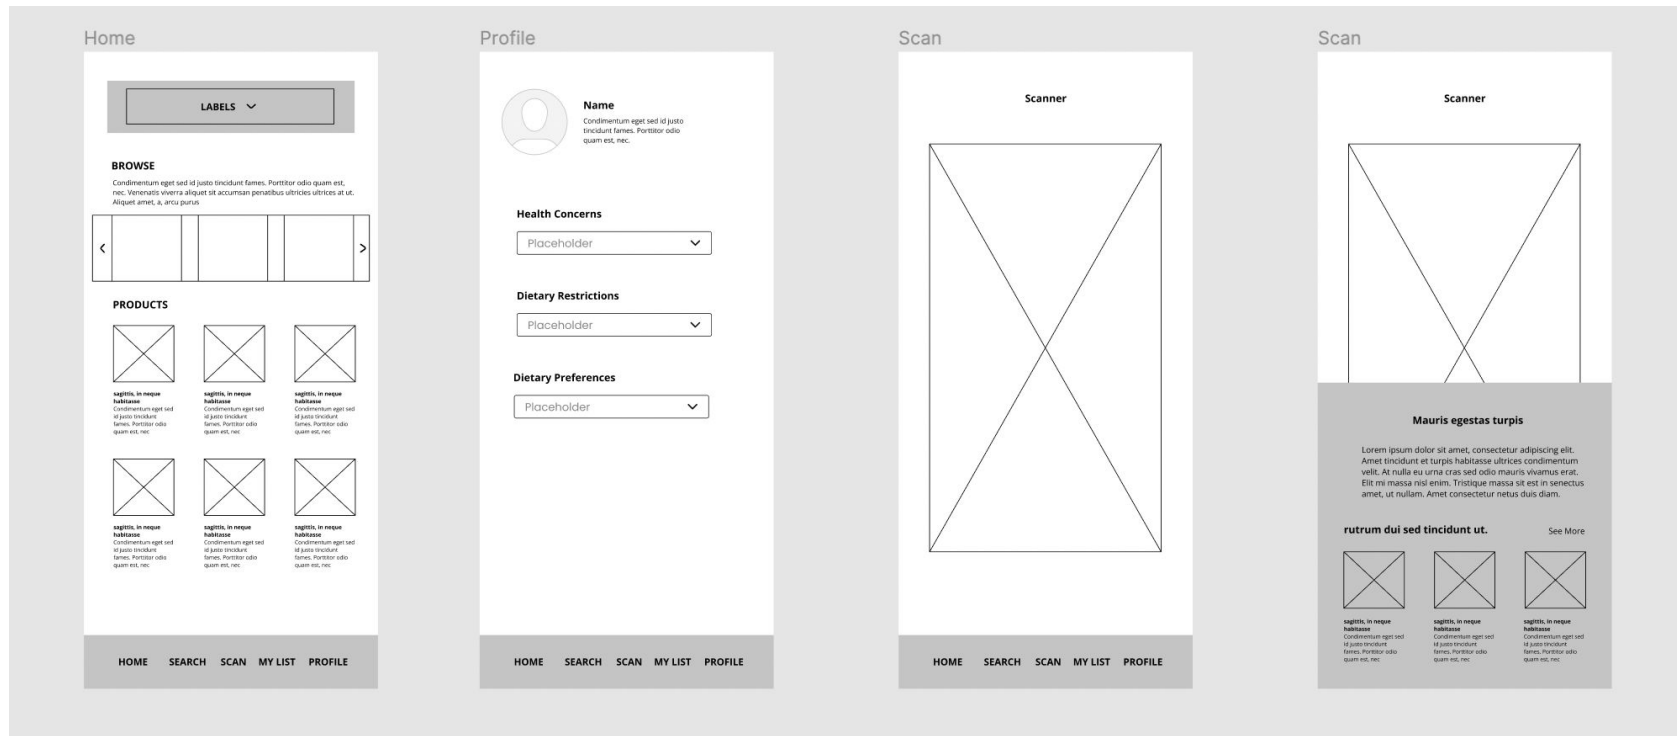 Home
LABELS
BROWSE
Condimentum eget sed id justo tincidunt fames. Porttitor odio quam est,
nec. Venenatis viverra aliquet sit accumsan penatibus ultricies ultrices at ut.
Aliquet amet, a, arcu purus
PRODUCTS
sagittis, in neque
habitasse
Condimentum eget sed
id justo tincidunt
fames. Porttitor odio
quam est, nec
sagittis, in neque
habitasse
Condimentum eget sed
id justo tincidunt
fames. Porttitor odio
quam est, nec
sagittis, in neque
habitasse
Condimentum eget sed
id justo tincidunt
fames. Porttitor odio
quam est, nec
sagittis, in neque
habitasse
Condimentum eget sed
id justo tincidunt
fames. Porttitor odio
quam est, nec
sagittis, in neque
habitasse
Condimentum eget sed
id justo tincidunt
fames. Porttitor odio
quam est, nec
sagittis, in neque
habitasse
Condimentum eget sed
id justo tincidunt
fames. Porttitor odio
quam est, nec
HOME SEARCH SCAN MY LIST PROFILE
Profile
Name
Condimentum eget sed id justo
tincidunt fames. Porttitor odio
quam est, nec.
Health Concerns
Placeholder
Dietary Restrictions
Placeholder
Dietary Preferences
Placeholder
HOME SEARCH SCAN MY LIST PROFILE
Scan
Scanner
HOME SEARCH SCAN MY LIST PROFILE
Scan
Scanner
Mauris egestas turpis
Lorem ipsum dolor sit amet, consectetur adipiscing elit.
Amet tincidunt et turpis habitasse ultrices condimentum
velit. At nulla eu urna cras sed odio mauris vivamus erat.
Elit mi massa nisl enim. Tristique massa sit est in senectus
amet, ut nullam. Amet consectetur netus duis diam.
rutrum dui sed tincidunt ut. See More
sagittis, in neque
habitasse
Condimentum eget sed
id justo tincidunt
fames. Porttitor odio
quam est, nec
sagittis, in neque
habitasse
Condimentum eget sed
id justo tincidunt
fames. Porttitor odio
quam est, nec
sagittis, in neque
habitasse
Condimentum eget sed
id justo tincidunt
fames. Porttitor odio
quam est, nec